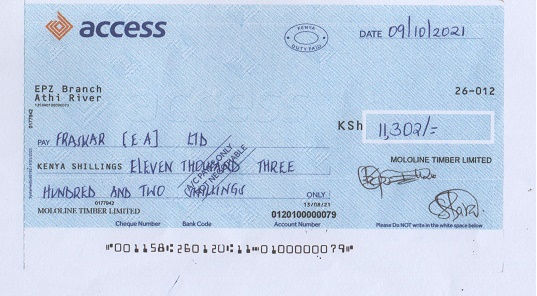 access
KENYA
DUTY PAID
DATE 09/10/2021
EPZ Branch
Athi River
26-012
KSh 11,302/=
PAY FRASKAR [EA] LTD
MOLOLINE TIMBER LIMITED
KENYA SHILLINGS ELEVEN THOUSAND THREE
HUNDRED AND TWO SHILLINGS ONLY
A/C PAYEE ONLY
NOT NEGOTIABLE
0177043
MOLOLINE TIMBER LIMITED
13/08/21
0120100000079
Cheque Number Bank Code Account Number Please Do NOT write in the white space below
⑈001158⑆260120⑆11⑉0100000079⑈